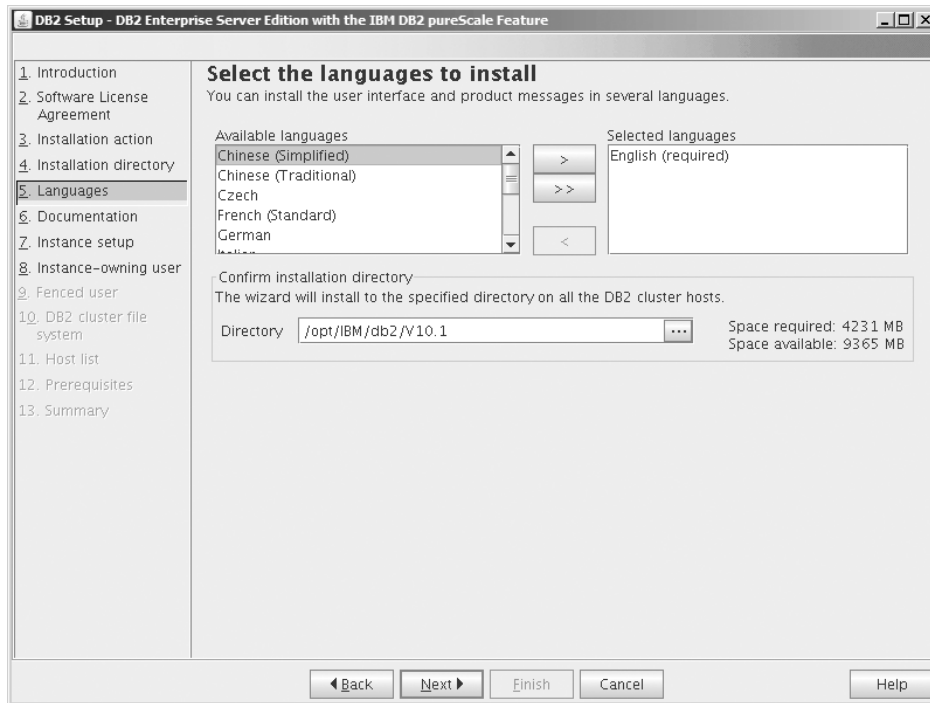 DB2 Setup - DB2 Enterprise Server Edition with the IBM DB2 pureScale Feature
1. Introduction
2. Software License
Agreement
3. Installation action
4. Installation directory
5. Languages
6. Documentation
7. Instance setup
8. Instance-owning user
9. Fenced user
10. DB2 cluster file
system
11. Host list
12. Prerequisites
13. Summary
Select the languages to install
You can install the user interface and product messages in several languages.
Available languages
Chinese (Simplified)
Chinese (Traditional)
Czech
French (Standard)
German
>
>>
<
Selected languages
English (required)
Confirm installation directory
The wizard will install to the specified directory on all the DB2 cluster hosts.
Directory /opt/IBM/db2/V10.1 ...
Space required: 4231 MB
Space available: 9365 MB
Back Next Finish Cancel Help